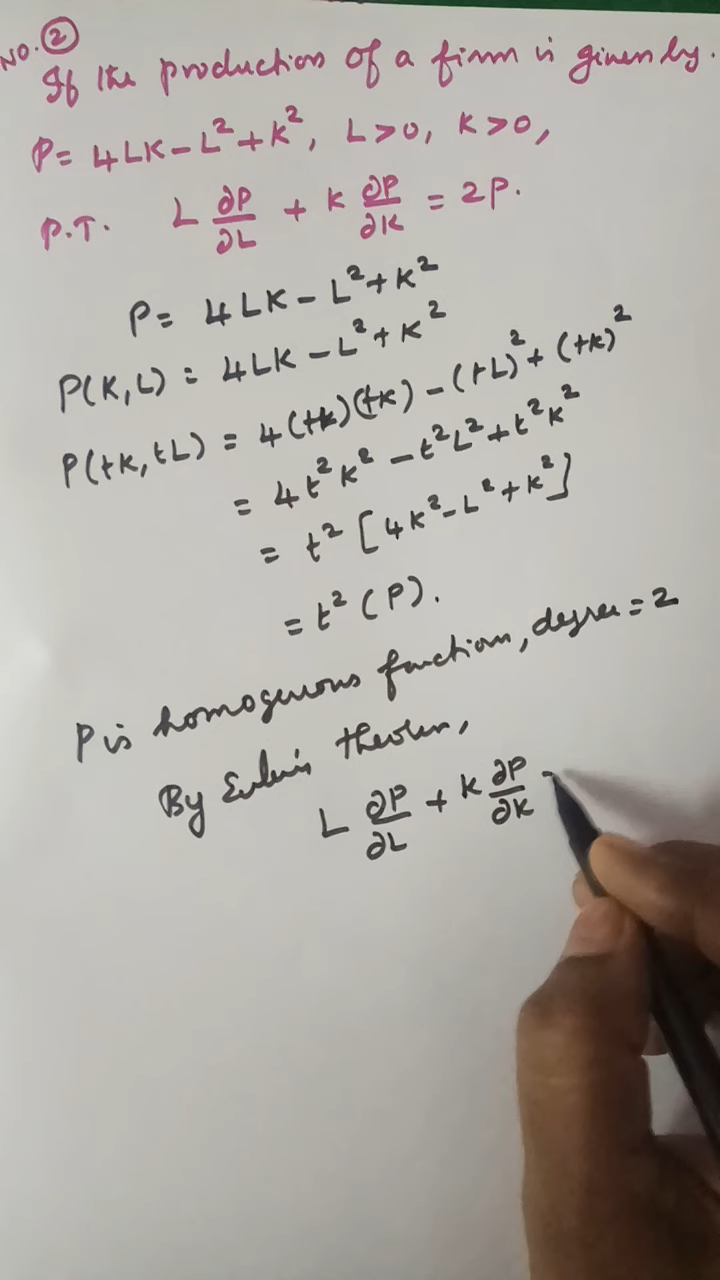 NO. ②
If the production of a firm is given by.
P = 4LK - L² + K², L > 0, K > 0,
P.T. L ∂P/∂L + K ∂P/∂K = 2P.
P = 4LK - L² + K²
P(K, L) = 4LK - L² + K²
P(tK, tL) = 4(tK)(tK) - (tL)² + (tK)²
= 4t²K² - t²L² + t²K²
= t² [4K² - L² + K²]
= t² (P).
P is homogenous function, degree = 2
By Euler's theorem,
L ∂P/∂L + K ∂P/∂K =